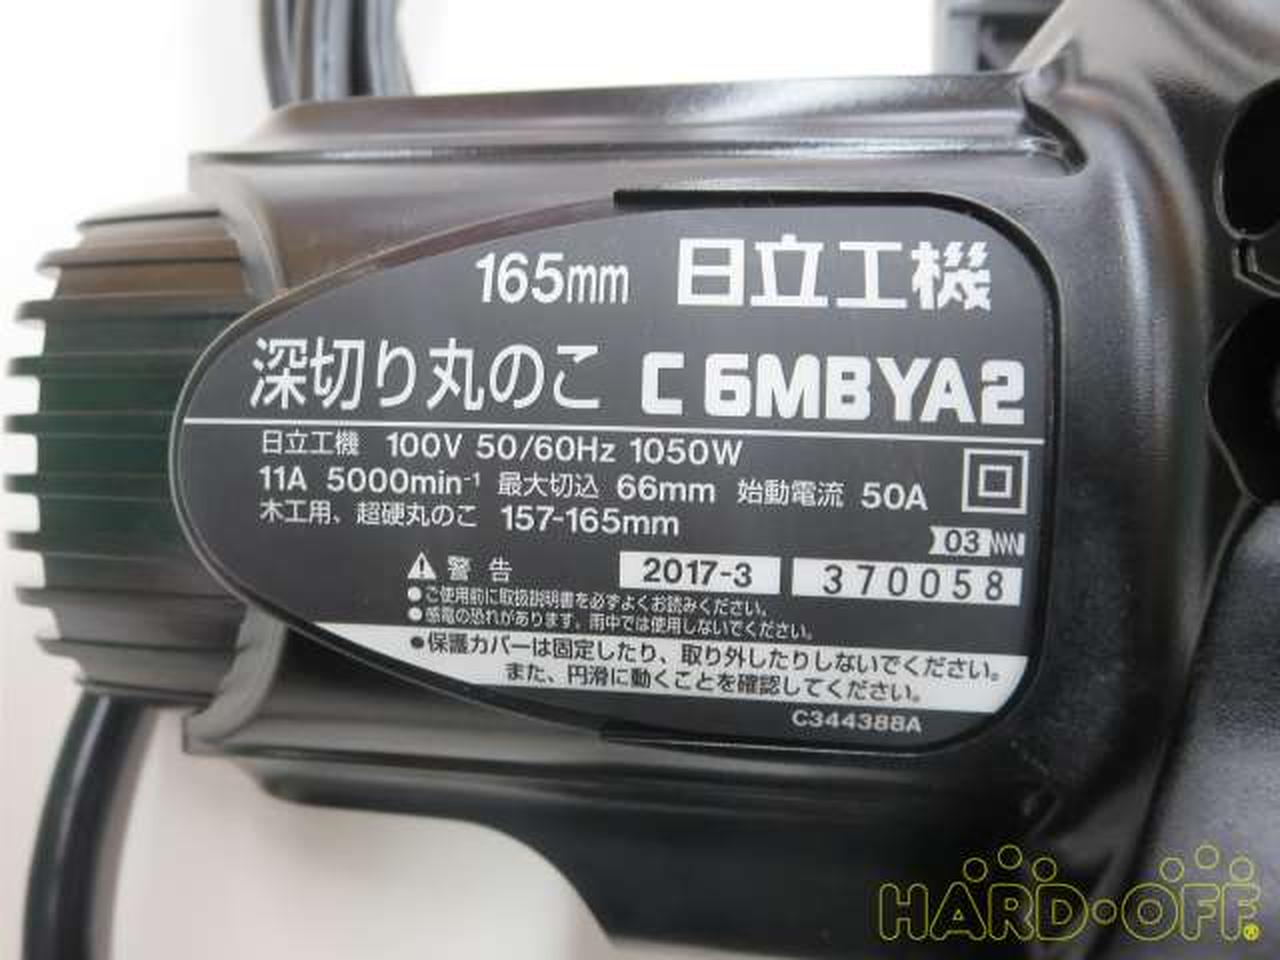 165mm 日立工機
深切り丸のこ C 6MBYA2
日立工機 100V 50/60Hz 1050W
11A 5000min⁻¹ 最大切込 66mm 始動電流 50A
木工用、超硬丸のこ 157-165mm
03
警告 2017-3 370058
●ご使用前に取扱説明書を必ずよくお読みください。
●感電の恐れがあります。雨中では使用しないでください。
●保護カバーは固定したり、取り外したりしないでください。
また、円滑に動くことを確認してください。
C344388A
HARD・OFF®